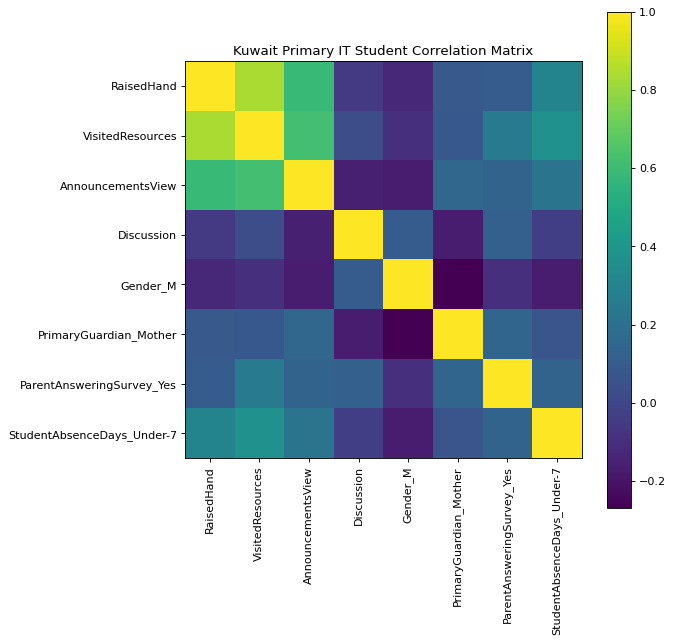 Kuwait Primary IT Student Correlation Matrix
RaisedHand
VisitedResources
AnnouncementsView
Discussion
Gender_M
PrimaryGuardian_Mother
ParentAnsweringSurvey_Yes
StudentAbsenceDays_Under-7
RaisedHand
VisitedResources
AnnouncementsView
Discussion
Gender_M
PrimaryGuardian_Mother
ParentAnsweringSurvey_Yes
StudentAbsenceDays_Under-7
1.0
0.8
0.6
0.4
0.2
0.0
−0.2